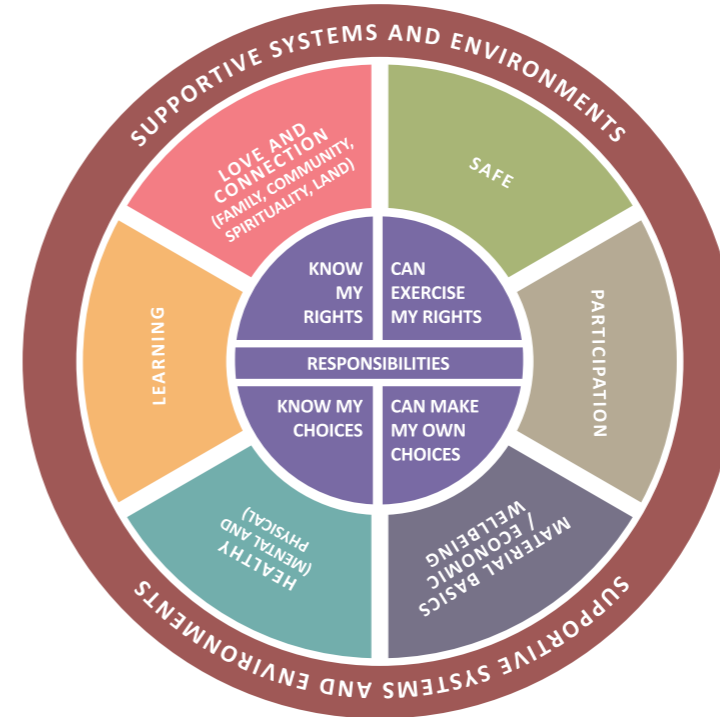 SUPPORTIVE SYSTEMS AND ENVIRONMENTS
LOVE AND
CONNECTION
(FAMILY, COMMUNITY,
SPIRITUALITY, LAND)
SAFE
PARTICIPATION
MATERIAL BASICS
/ ECONOMIC
WELLBEING
HEALTHY
(MENTAL AND
PHYSICAL)
LEARNING
KNOW
MY
RIGHTS
CAN
EXERCISE
MY RIGHTS
RESPONSIBILITIES
KNOW MY
CHOICES
CAN MAKE
MY OWN
CHOICES
SUPPORTIVE SYSTEMS AND ENVIRONMENTS